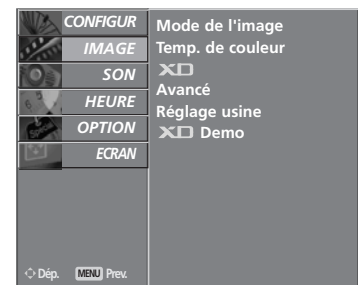 CONFIGUR
IMAGE
SON
HEURE
OPTION
ECRAN
Mode de l'image
Temp. de couleur
XD
Avancé
Réglage usine
XD Demo
Dép. MENU Prev.